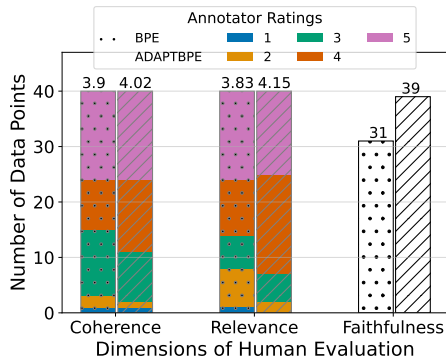 Annotator Ratings
BPE 1 3 5
ADAPTBPE 2 4
Number of Data Points
40
30
20
10
0
3.9 4.02 3.83 4.15 31 39
Coherence Relevance Faithfulness
Dimensions of Human Evaluation